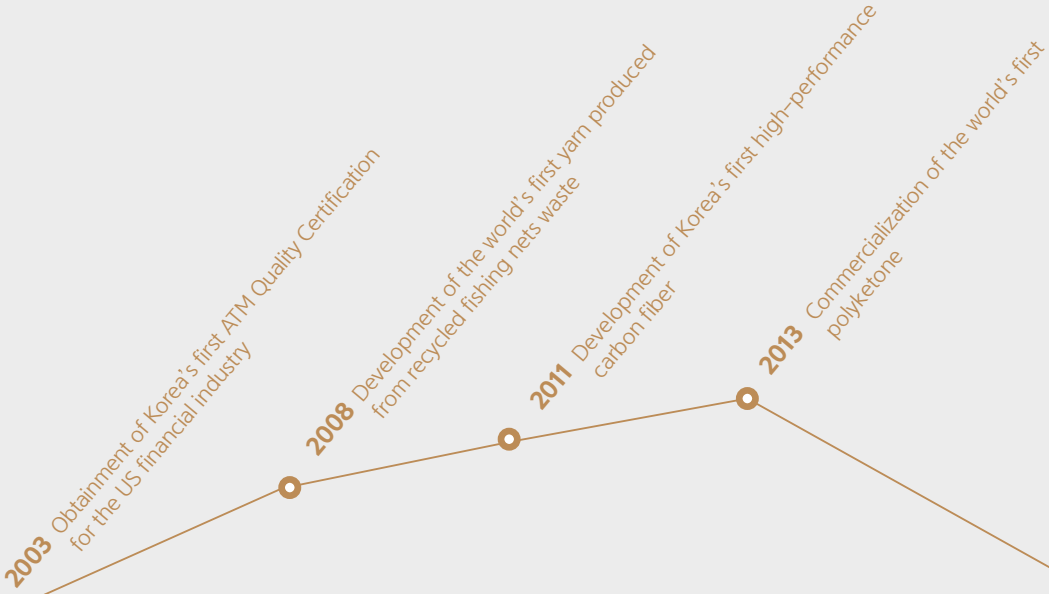 2003 Obtainment of Korea's first ATM Quality Certification
for the US financial industry
2008 Development of the world's first yarn produced
from recycled fishing nets waste
2011 Development of Korea's first high-performance
carbon fiber
2013 Commercialization of the world's first
polyketone